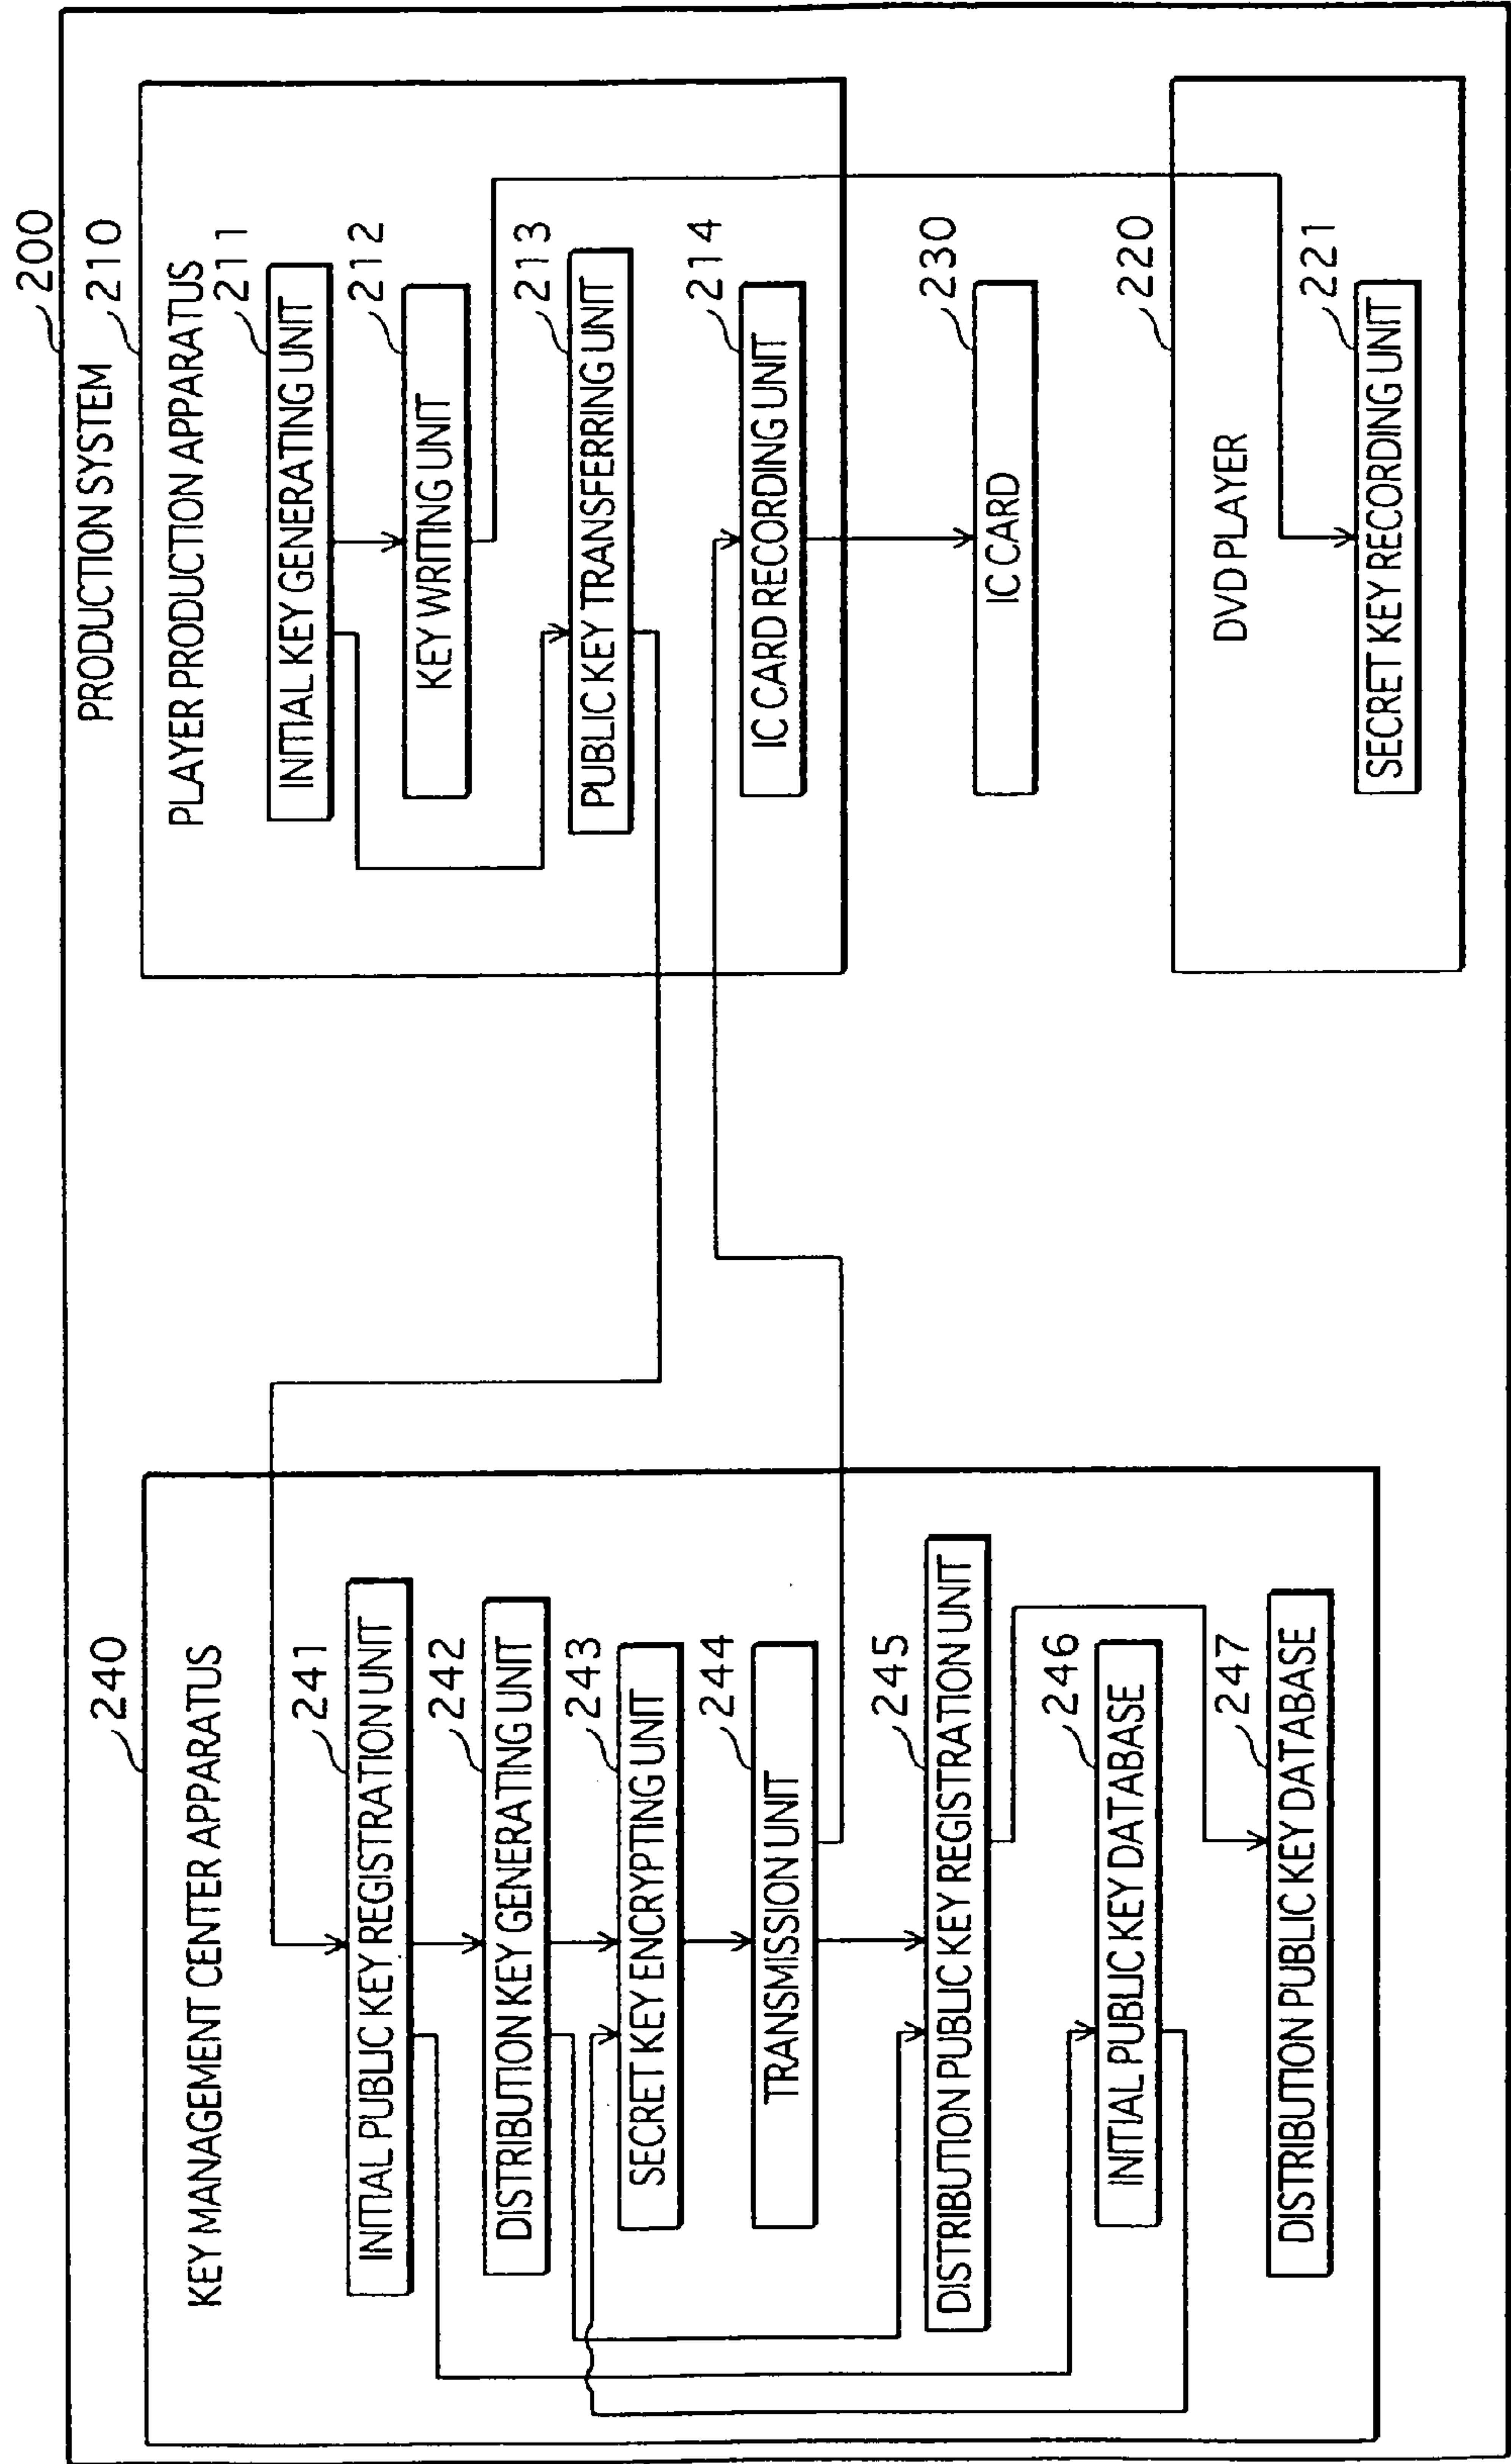 200
PRODUCTION SYSTEM
240
KEY MANAGEMENT CENTER APPARATUS
241
INITIAL PUBLIC KEY REGISTRATION UNIT
242
DISTRIBUTION KEY GENERATING UNIT
243
SECRET KEY ENCRYPTING UNIT
244
TRANSMISSION UNIT
245
DISTRIBUTION PUBLIC KEY REGISTRATION UNIT
246
INITIAL PUBLIC KEY DATABASE
247
DISTRIBUTION PUBLIC KEY DATABASE
210
PLAYER PRODUCTION APPARATUS
211
INITIAL KEY GENERATING UNIT
212
KEY WRITING UNIT
213
PUBLIC KEY TRANSFERRING UNIT
214
IC CARD RECORDING UNIT
230
IC CARD
220
DVD PLAYER
221
SECRET KEY RECORDING UNIT